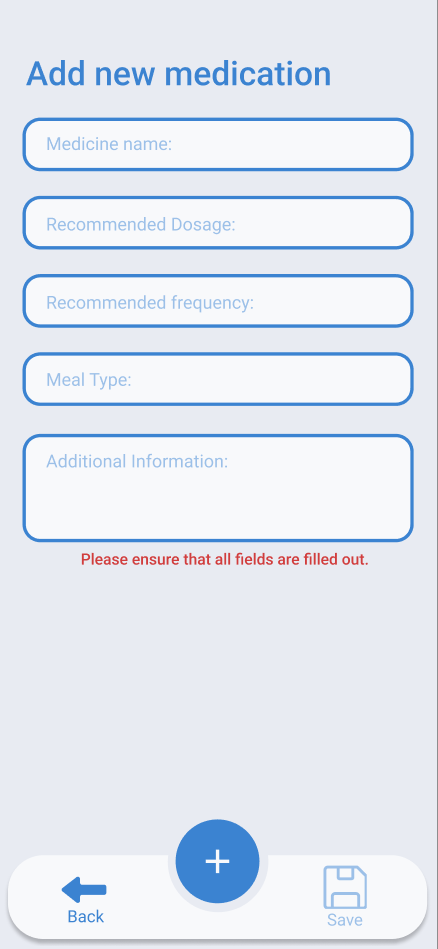 Add new medication
Medicine name:
Recommended Dosage:
Recommended frequency:
Meal Type:
Additional Information:
Please ensure that all fields are filled out.
Back
Save